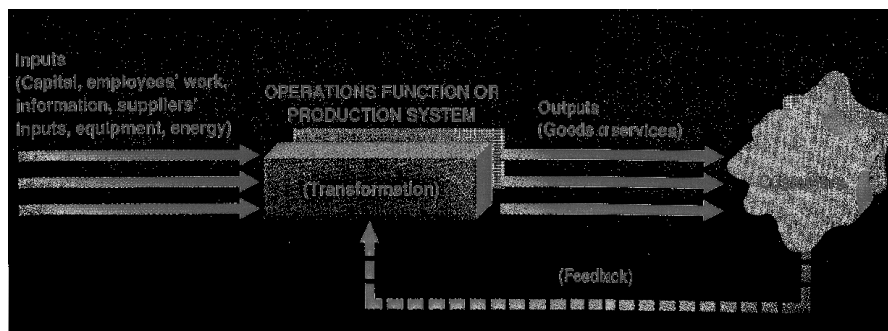 Inputs
(Capital, employees' work,
information, suppliers'
inputs, equipment, energy)
OPERATIONS FUNCTION OR
PRODUCTION SYSTEM
(Transformation)
Outputs
(Goods services)
(Feedback)